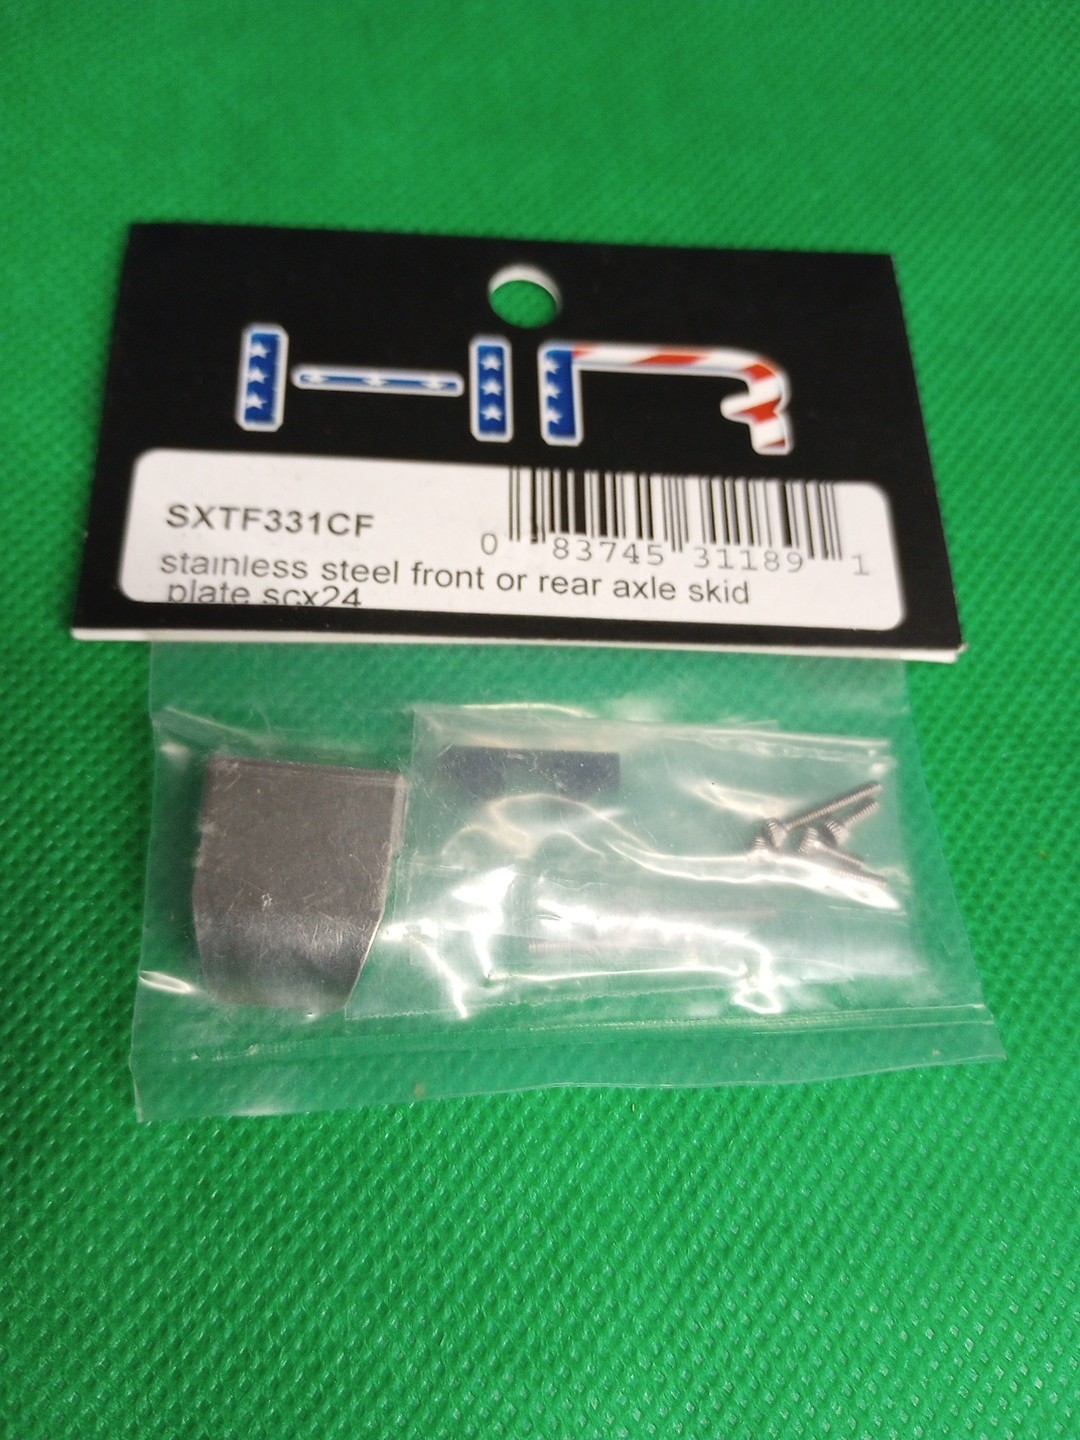 HR
SXTF331CF
0 83745 31189 1
stainless steel front or rear axle skid
plate scx24